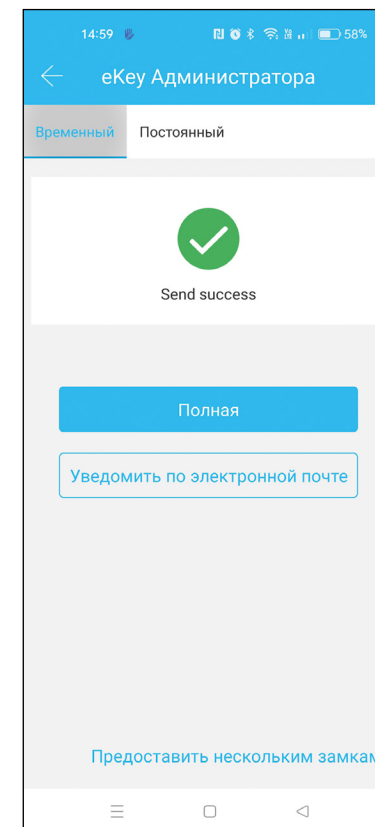 14:59 58%
eKey Администратора
Временный Постоянный
Send success
Полная
Уведомить по электронной почте
Предоставить нескольким замкам